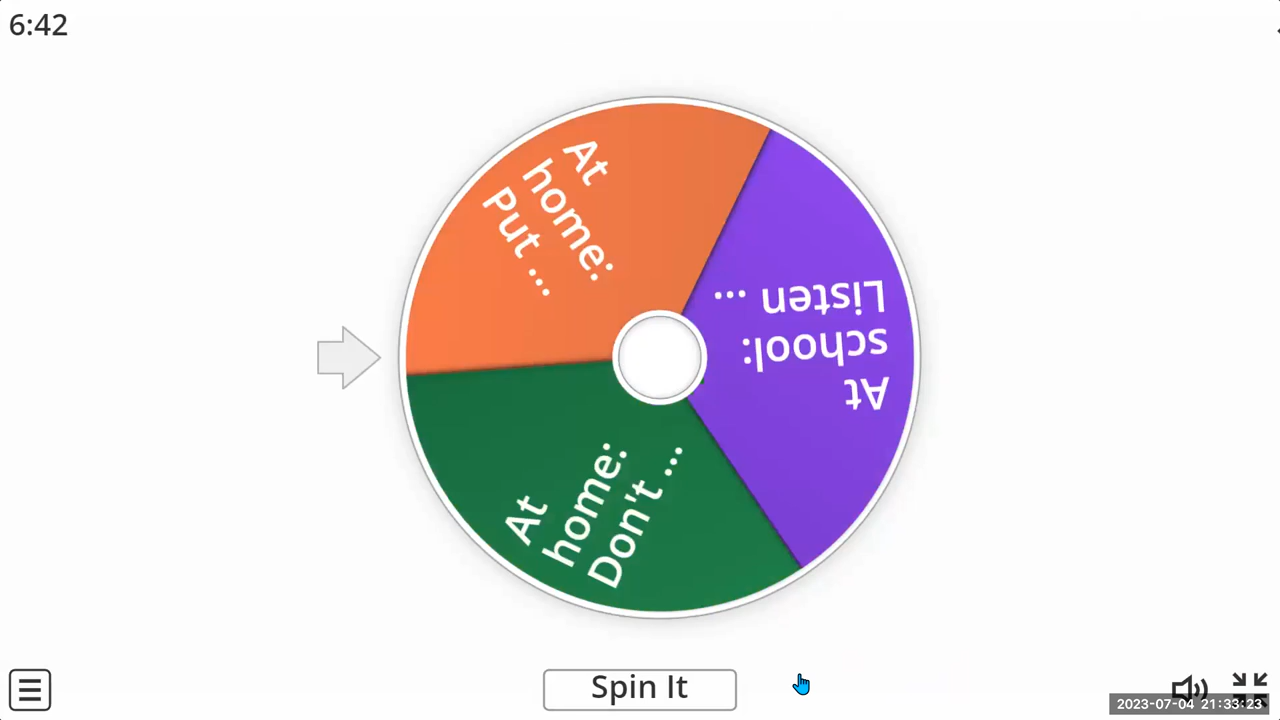 6:42
At
home:
Put ...
At
school:
Listen ...
At
home:
Don't ...
Spin It
2023-07-04 21:33:23